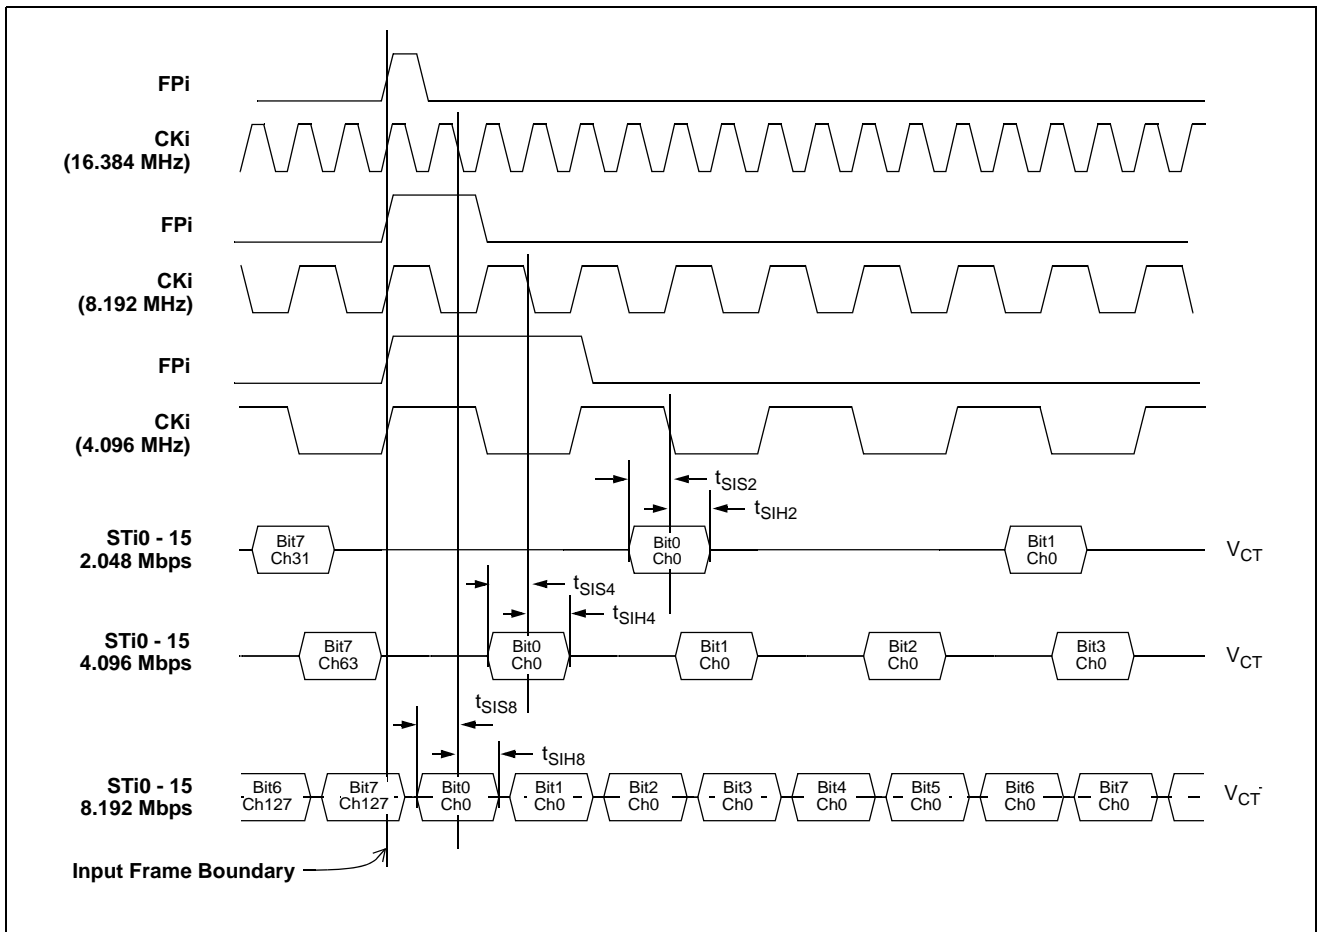 FPi
CKi
(16.384 MHz)
FPi
CKi
(8.192 MHz)
FPi
CKi
(4.096 MHz)
tSIS2
tSIH2
STi0 - 15
2.048 Mbps
Bit7
Ch31
Bit0
Ch0
Bit1
Ch0
VCT
tSIS4
tSIH4
STi0 - 15
4.096 Mbps
Bit7
Ch63
Bit0
Ch0
Bit1
Ch0
Bit2
Ch0
Bit3
Ch0
VCT
tSIS8
tSIH8
STi0 - 15
8.192 Mbps
Bit6
Ch127
Bit7
Ch127
Bit0
Ch0
Bit1
Ch0
Bit2
Ch0
Bit3
Ch0
Bit4
Ch0
Bit5
Ch0
Bit6
Ch0
Bit7
Ch0
VCT
Input Frame Boundary